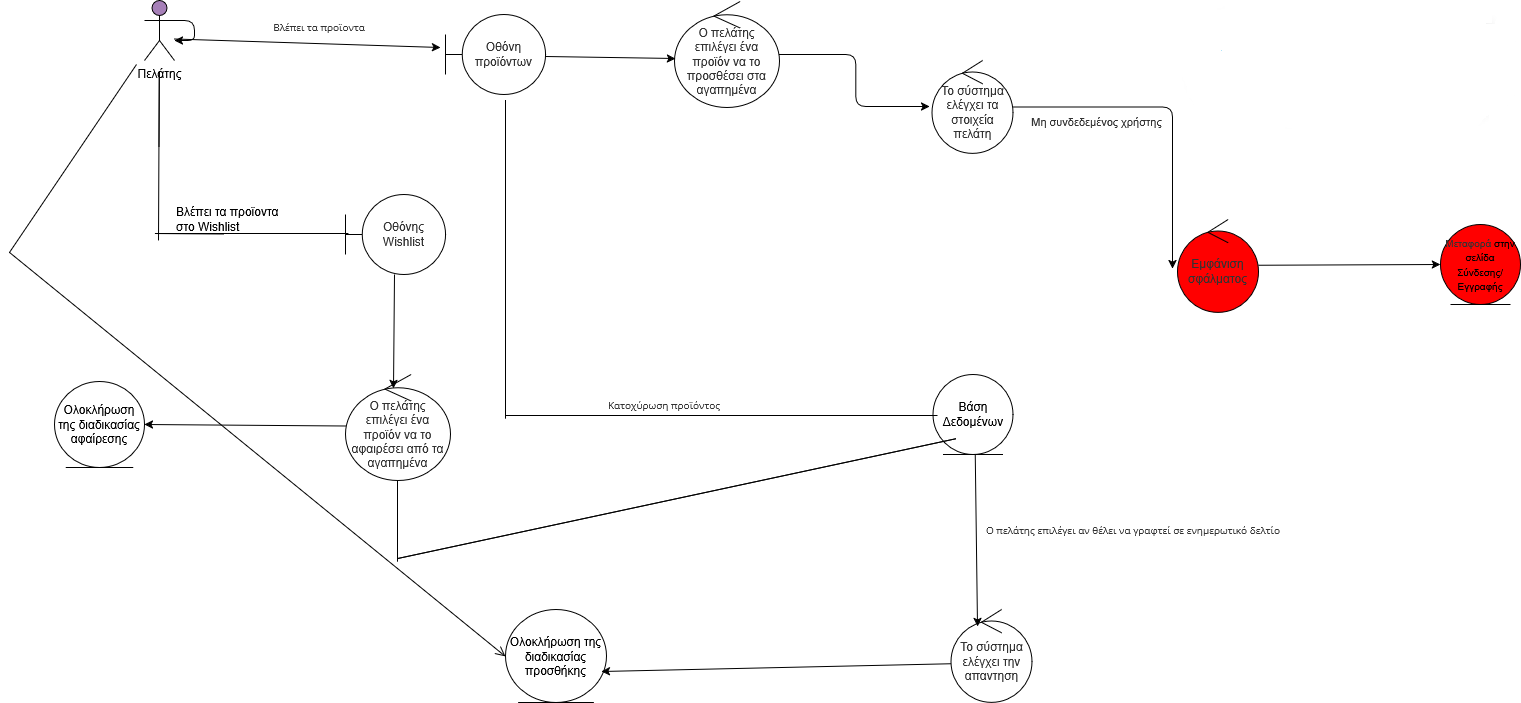 Βλέπει τα προϊοντα
Οθόνη
προϊόντων
Ο πελάτης
επιλέγει ένα
προϊόν να το
προσθέσει στα
αγαπημένα
Το σύστημα
ελέγχει τα
στοιχεία
πελάτη
Μη συνδεδεμένος χρήστης
Πελάτης
Βλέπει τα προϊοντα
στο Wishlist
Οθόνης
Wishlist
Εμφάνιση
σφάλματος
Μεταφορά στην
σελίδα
Σύνδεσης/
Εγγραφής
Ολοκλήρωση
της διαδικασίας
αφαίρεσης
Ο πελάτης
επιλέγει ένα
προϊόν να το
αφαιρέσει από τα
αγαπημένα
Κατοχύρωση προϊόντος
Βάση
Δεδομένων
Ο πελάτης επιλέγει αν θέλει να γραφτεί σε ενημερωτικό δελτίο
Ολοκλήρωση της
διαδικασίας
προσθήκης
Το σύστημα
ελέγχει την
απαντηση